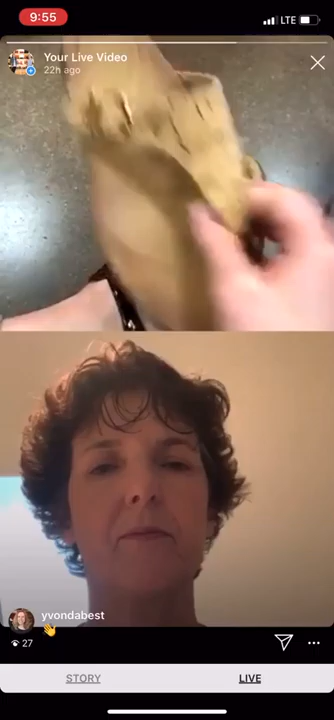 9:55
LTE
Your Live Video
22h ago
yvondabest
👋
27
STORY
LIVE